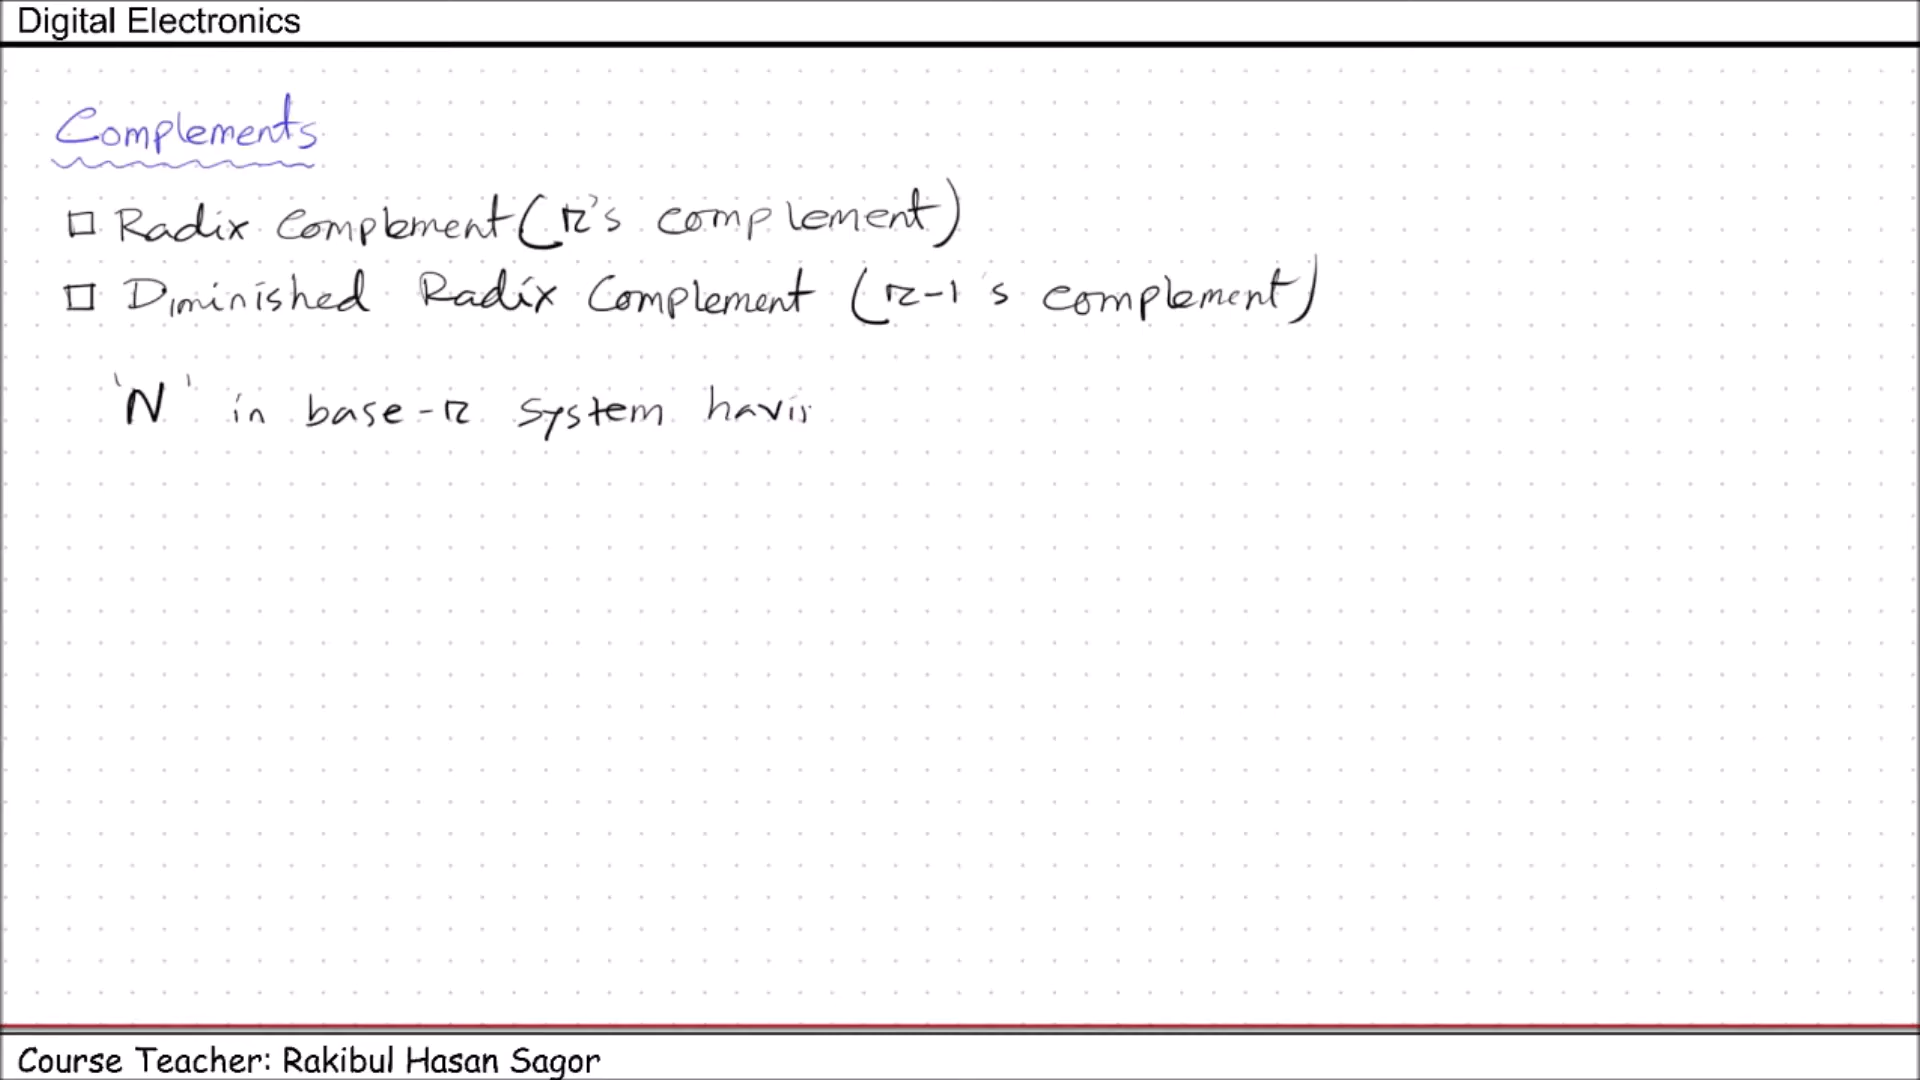 Digital Electronics
Complements
Radix Complement (r's complement)
Diminished Radix Complement (r-1's complement)
'N' in base-r system havin
Course Teacher: Rakibul Hasan Sagor